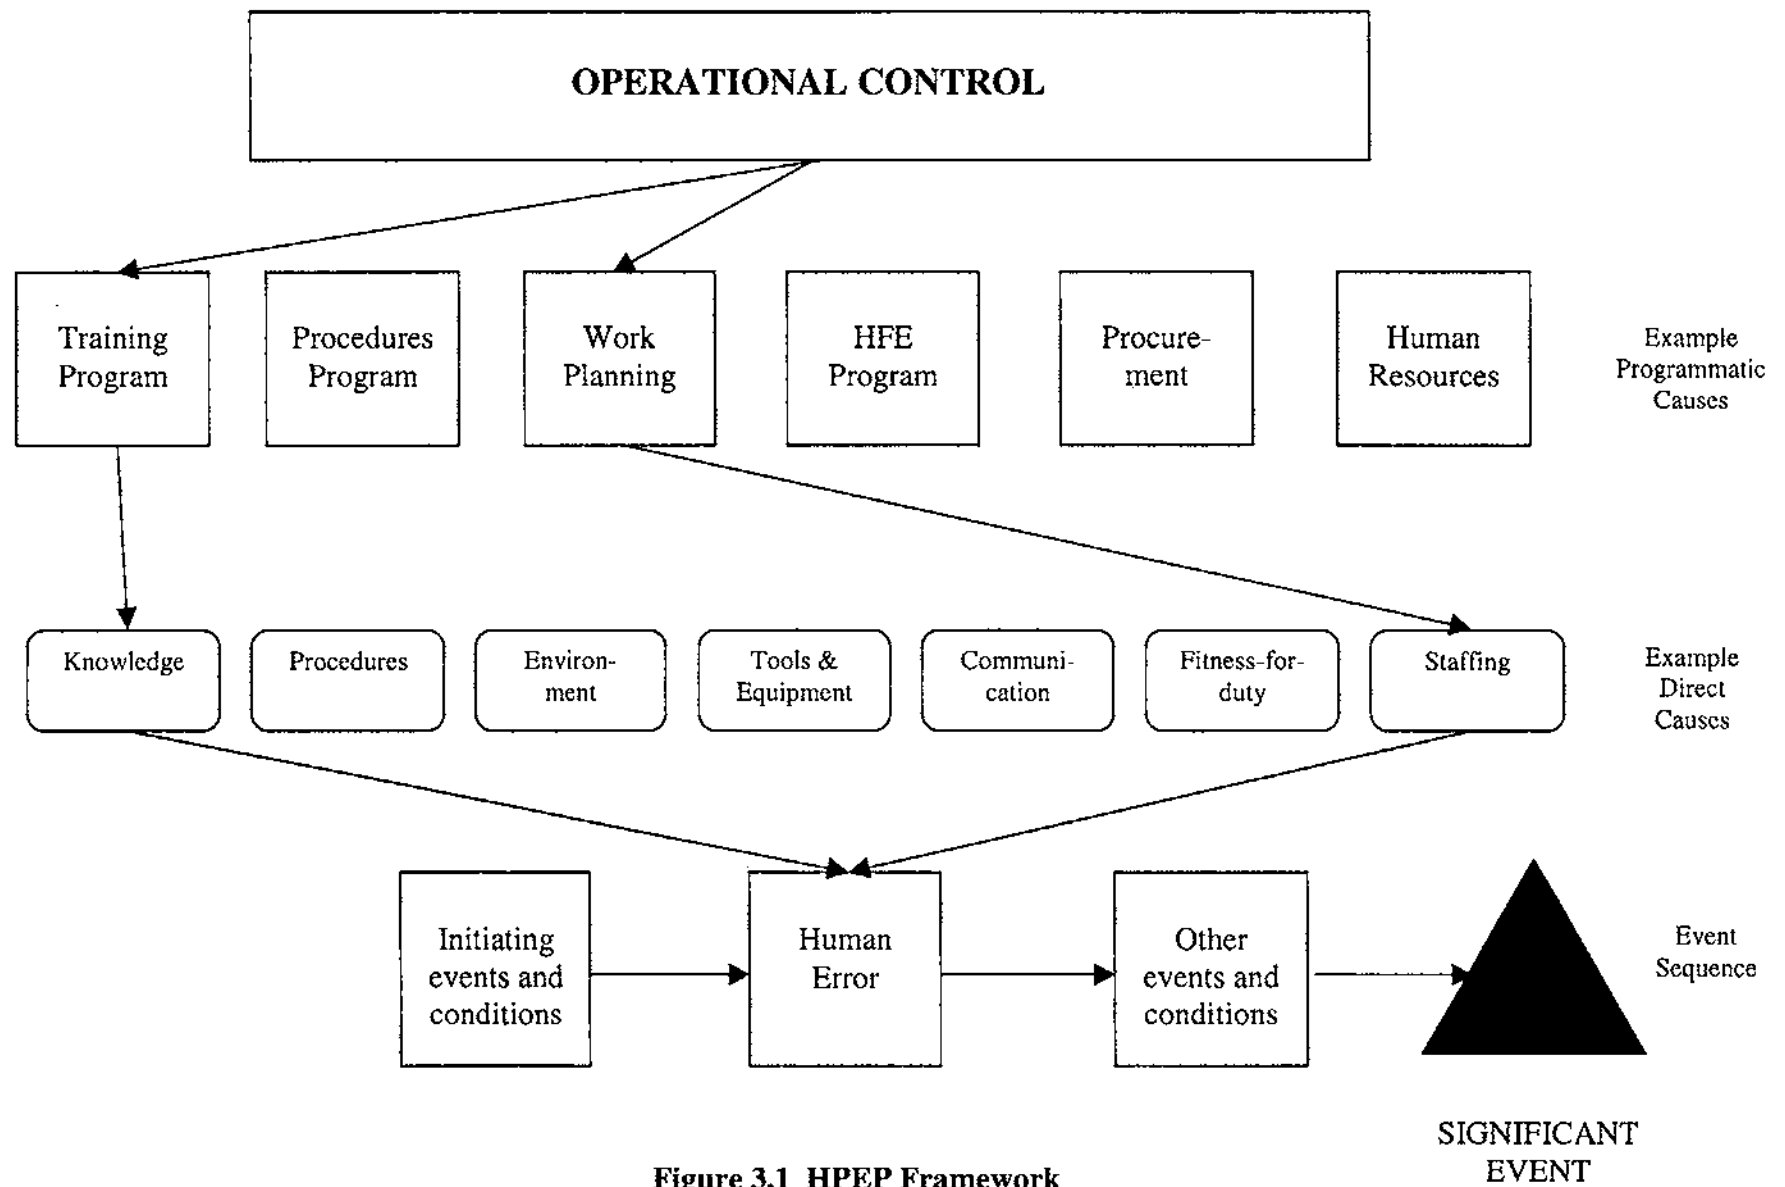 OPERATIONAL CONTROL
Training
Program
Procedures
Program
Work
Planning
HFE
Program
Procure-
ment
Human
Resources
Example
Programmatic
Causes
Knowledge
Procedures
Environ-
ment
Tools &
Equipment
Communi-
cation
Fitness-for-
duty
Staffing
Example
Direct
Causes
Initiating
events and
conditions
Human
Error
Other
events and
conditions
Event
Sequence
SIGNIFICANT
EVENT
Figure 3.1 HPEP Framework